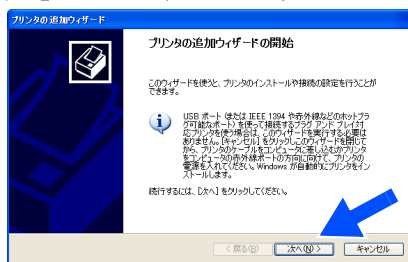 プリンタの追加ウィザード
プリンタの追加ウィザードの開始
このウィザードを使うと、プリンタのインストールや接続の設定を行うことが
できます。
USB ポート (または IEEE 1394 や赤外線などのホットプラ
グ可能なポート) を使って接続するプラグ アンド プレイ対
応プリンタを使う場合は、このウィザードを実行する必要は
ありません。[キャンセル] をクリックしこのウィザードを閉じて
から、プリンタのケーブルをコンピュータに差し込むかプリンタ
をコンピュータの赤外線ポートの方向に向けて、プリンタの
電源を入れてください。Windows が自動的にプリンタをイン
ストールします。
続行するには、[次へ] をクリックしてください。
< 戻る(B)
次へ(N) >
キャンセル